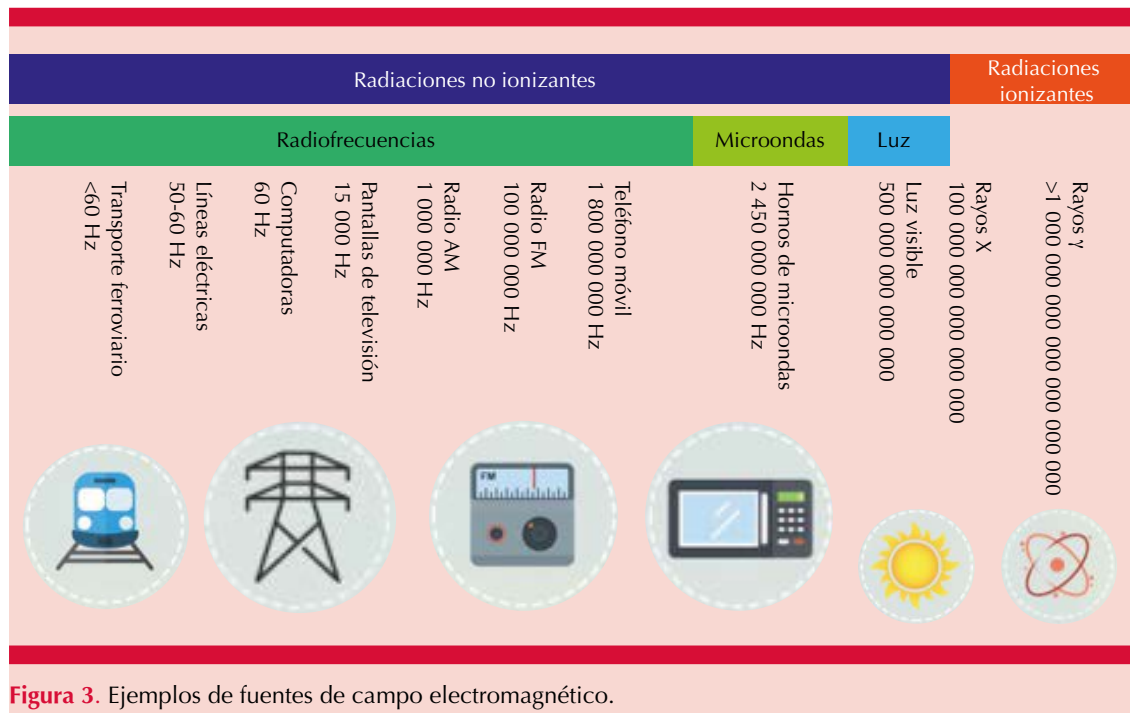 Radiaciones no ionizantes
Radiaciones
ionizantes
Radiofrecuencias
Microondas
Luz
Transporte ferroviario
<60 Hz
Líneas eléctricas
50-60 Hz
Computadoras
60 Hz
Pantallas de televisión
15 000 Hz
Radio AM
1 000 000 Hz
Radio FM
100 000 000 Hz
Teléfono móvil
1 800 000 000 Hz
Hornos de microondas
2 450 000 000 Hz
Luz visible
500 000 000 000 000
Rayos X
100 000 000 000 000 000
Rayos γ
>1 000 000 000 000 000 000 000
FM
Figura 3. Ejemplos de fuentes de campo electromagnético.